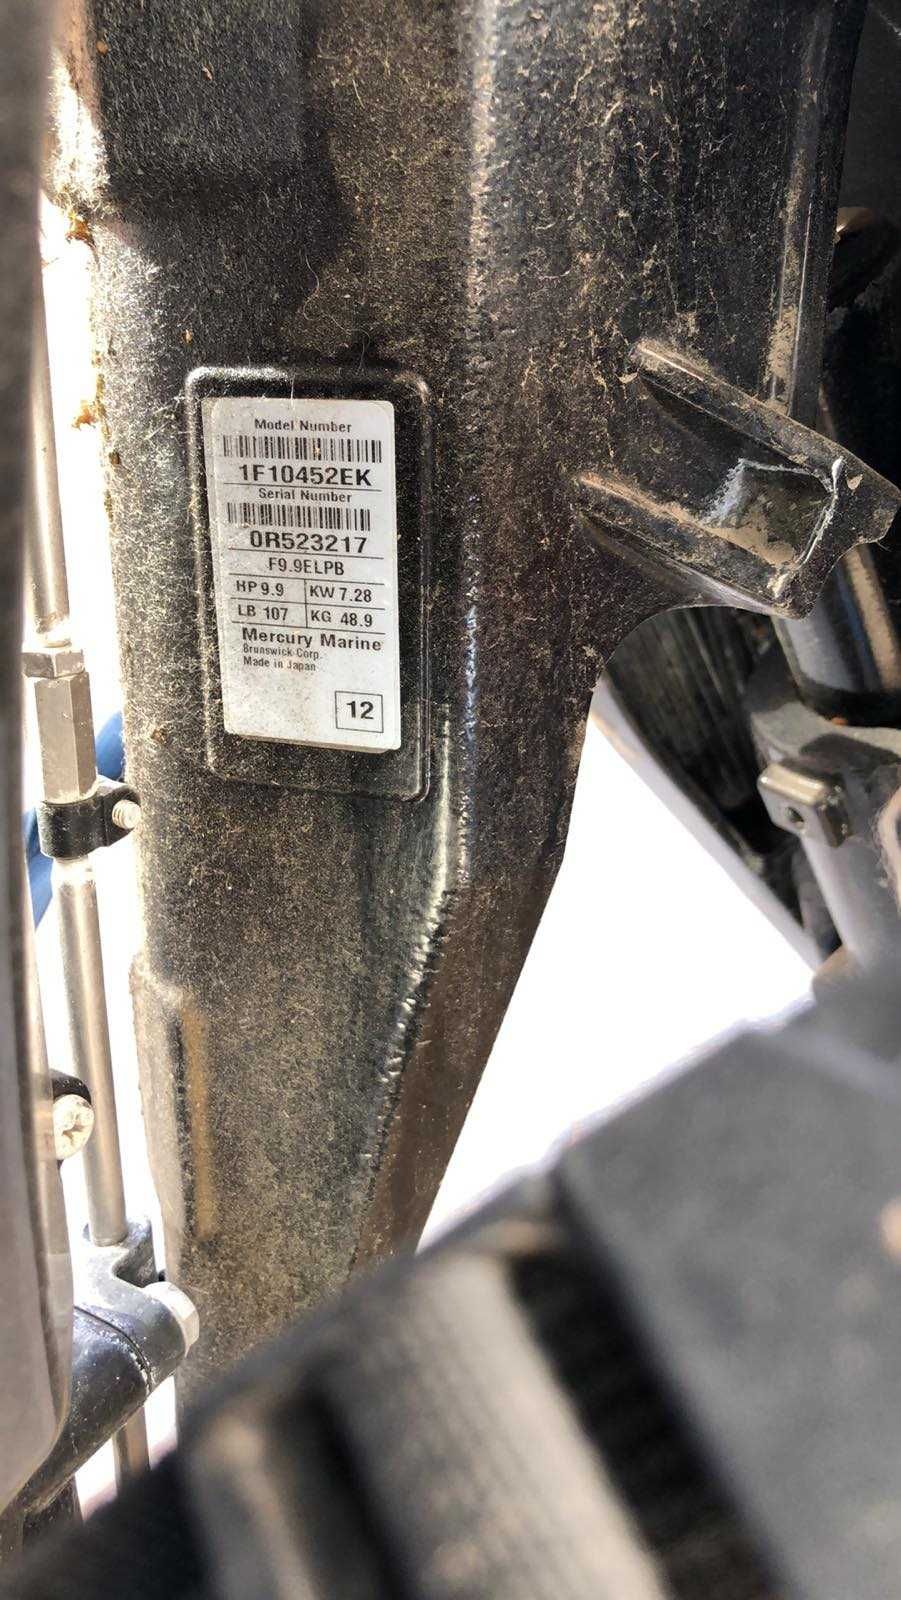 Model Number
1F10452EK
Serial Number
0R523217
F9.9ELPB
HP 9.9 KW 7.28
LB 107 KG 48.9
Mercury Marine
Brunswick Corp.
Made in Japan
12